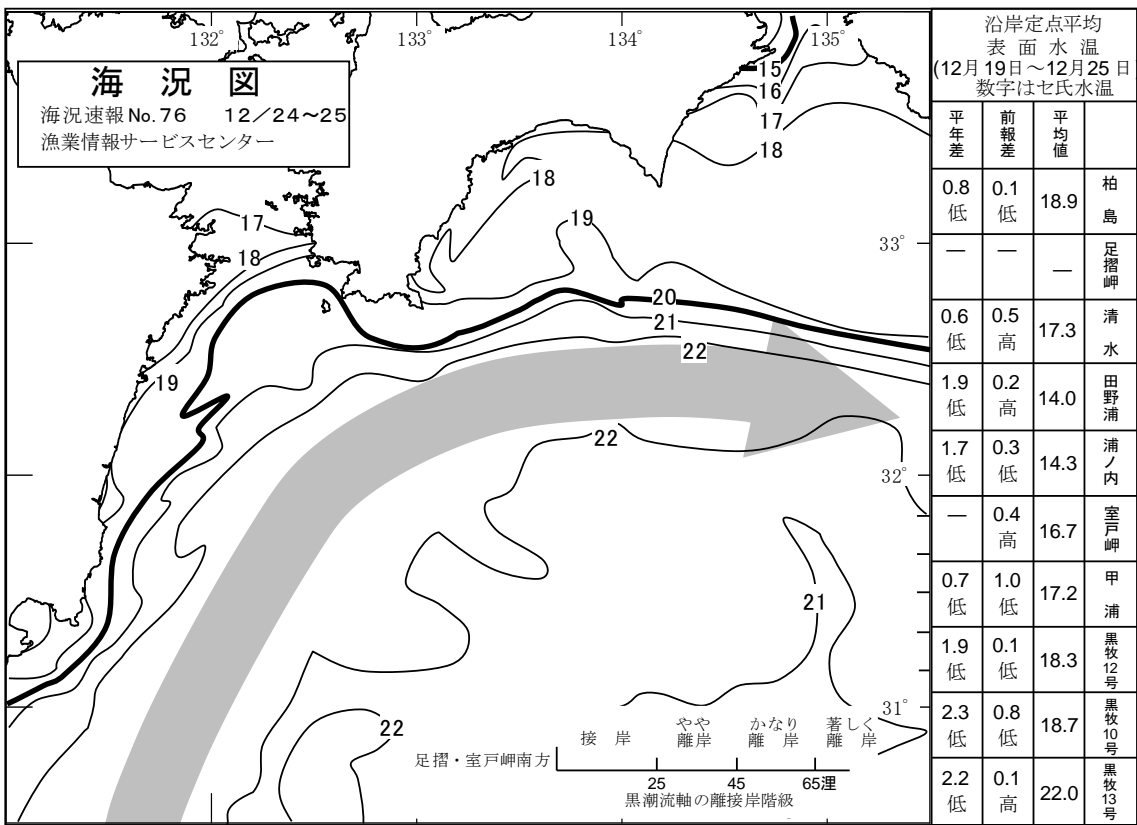 海 況 図
海況速報No.76 12/24~25
漁業情報サービスセンター
132°
133°
134°
135°
15
16
17
18
18
19
17
18
33°
20
21
22
19
22
32°
21
22
31°
接 岸
やや
離岸
かなり
離 岸
著しく
離 岸
足摺・室戸岬南方
25 45 65浬
黒潮流軸の離接岸階級
沿岸定点平均
表 面 水 温
(12月19日~12月25日
数字はセ氏水温
平年差 前報差 平均値
0.8低 0.1低 18.9 柏島
— — — 足摺岬
0.6低 0.5高 17.3 清水
1.9低 0.2高 14.0 田野浦
1.7低 0.3低 14.3 浦ノ内
— 0.4高 16.7 室戸岬
0.7低 1.0低 17.2 甲浦
1.9低 0.1低 18.3 黒牧12号
2.3低 0.8低 18.7 黒牧10号
2.2低 0.1高 22.0 黒牧13号